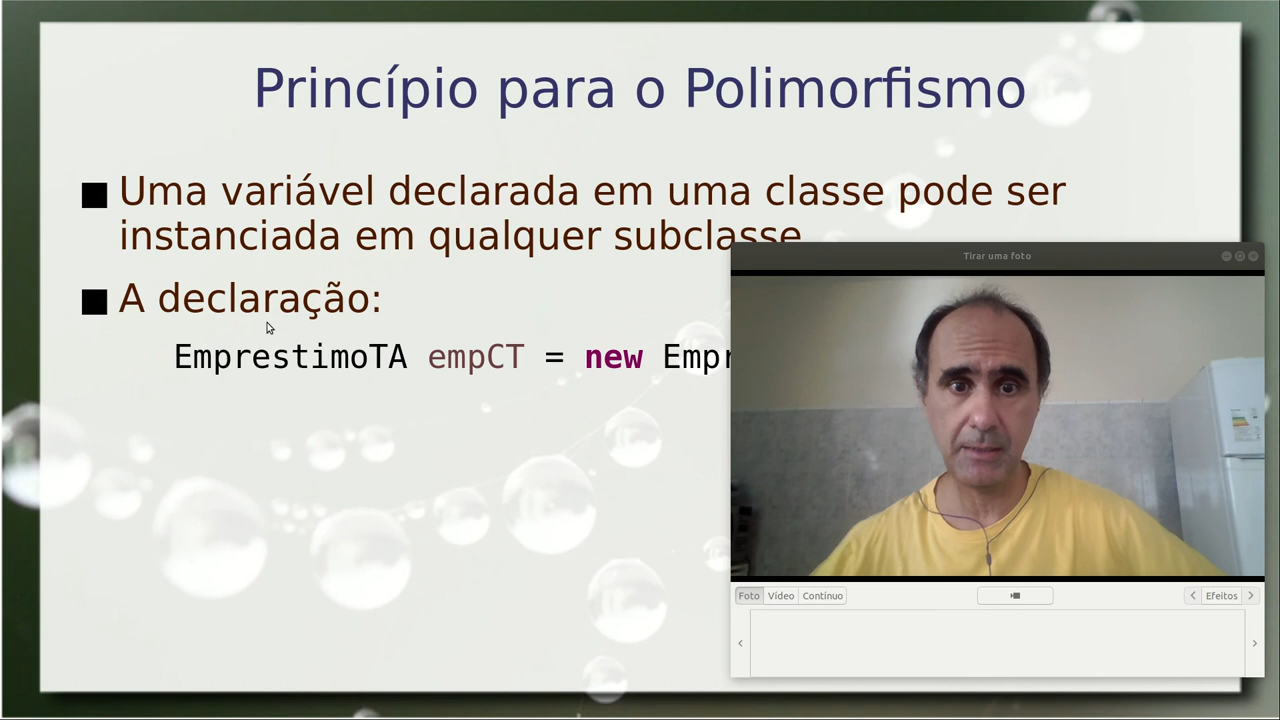 Princípio para o Polimorfismo
Uma variável declarada em uma classe pode ser
instanciada em qualquer subclasse
A declaração:
EmprestimoTA empCT = new Empr
Tirar uma foto
Foto Vídeo Contínuo
Efeitos